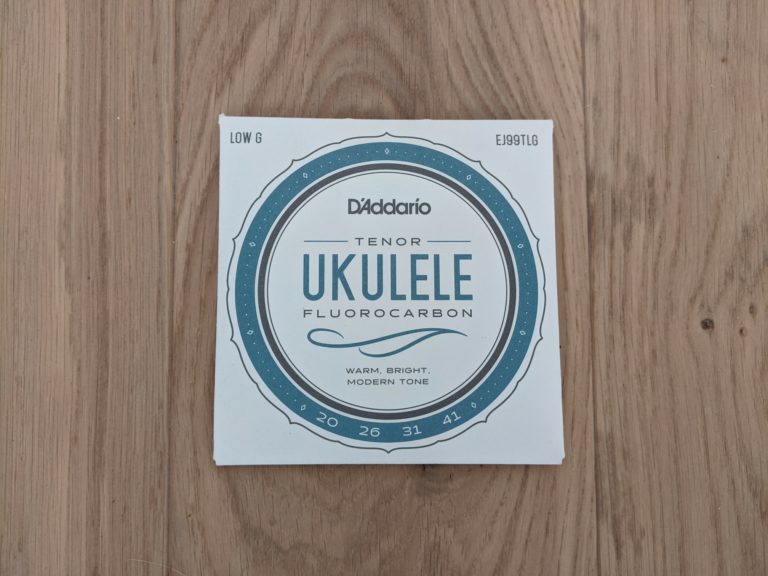 LOW G
EJ99TLG
D'Addario
TENOR
UKULELE
FLUOROCARBON
WARM, BRIGHT,
MODERN TONE
20 26 31 41